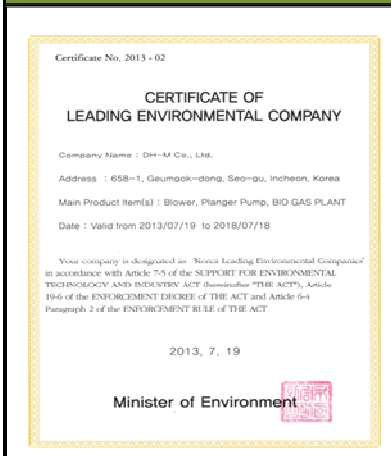 Certificate No, 2013 - 02
CERTIFICATE OF
LEADING ENVIRONMENTAL COMPANY
Company Name : DH-M Co., Ltd.
Address : 658-1, Geumgok-dong, Seo-gu, Incheon, Korea
Main Product Item(s) : Blower, Planger Pump, BIO GAS PLANT
Date : Valid from 2013/07/19 to 2018/07/18
Your company is designated as 'Norea Leading Environmental Companies'
in accordance with Article 7-5 of the SUPPORT FOR ENVIRONMENTAL
TECHNOLOGY AND INDUSTRY ACT (hereinafter "THE ACT"), Article
19-6 of the ENFORCEMENT DECREE of THE ACT and Article 6-4
Paragraph 2 of the ENFORCEMENT RULE of THE ACT
2013, 7, 19
Minister of Environment